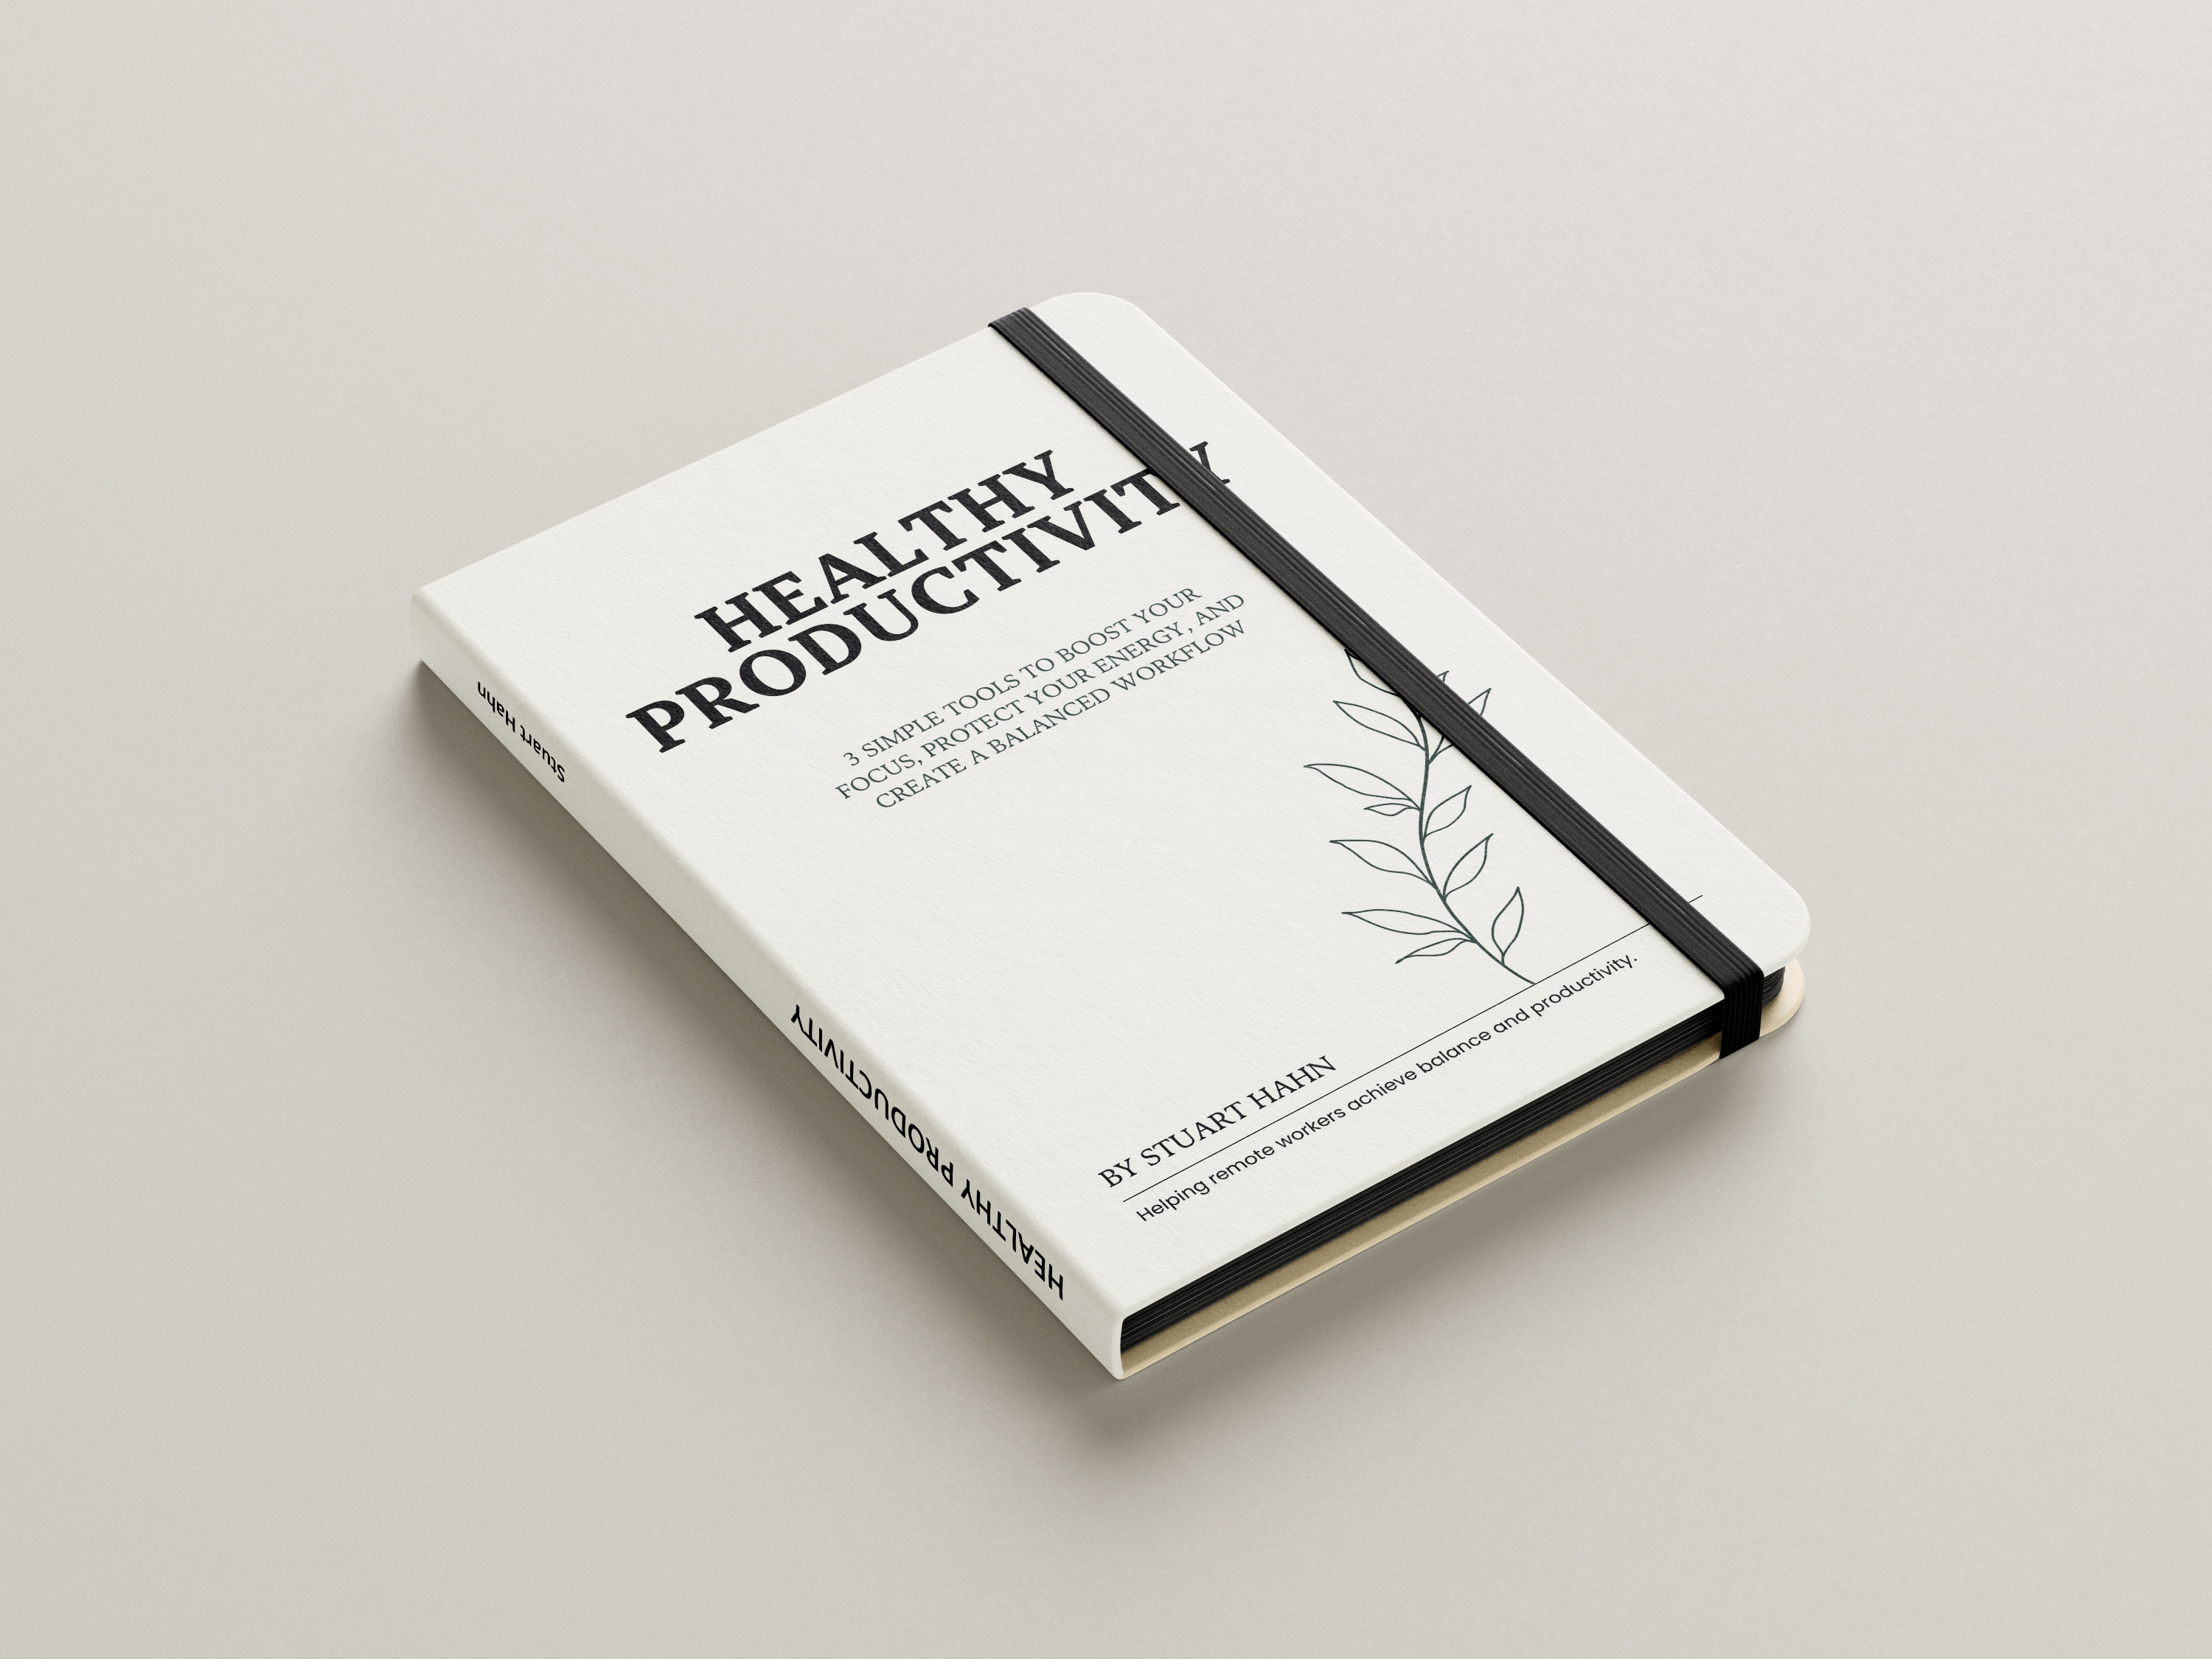 HEALTHY
PRODUCTIVITY
3 SIMPLE TOOLS TO BOOST YOUR
FOCUS, PROTECT YOUR ENERGY, AND
CREATE A BALANCED WORKFLOW
BY STUART HAHN
Helping remote workers achieve balance and productivity.
Stuart Hahn
HEALTHY PRODUCTIVITY